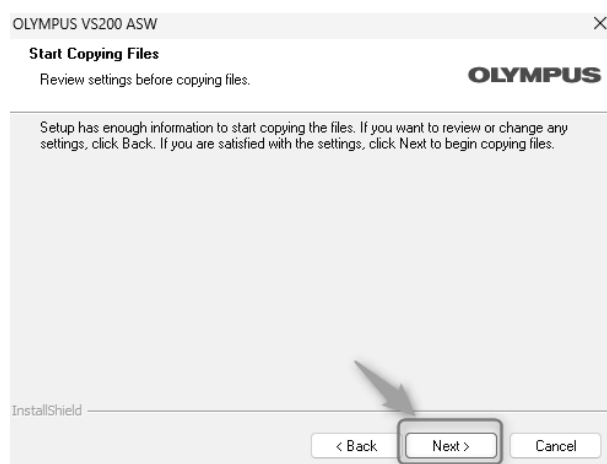 OLYMPUS VS200 ASW
Start Copying Files
Review settings before copying files.
OLYMPUS
Setup has enough information to start copying the files. If you want to review or change any
settings, click Back. If you are satisfied with the settings, click Next to begin copying files.
InstallShield
< Back
Next >
Cancel